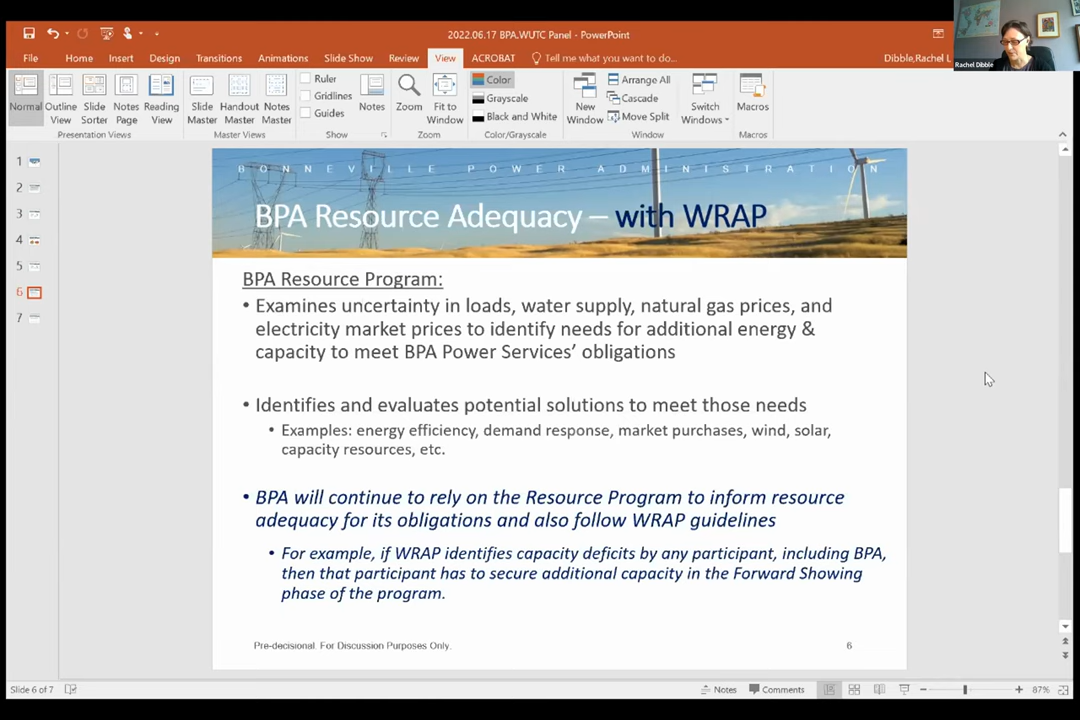 2022.06.17 BPA.WUTC Panel - PowerPoint
File Home Insert Design Transitions Animations Slide Show Review View ACROBAT Tell me what you want to do... Dibble,Rachel L
Rachel Dibble
Normal Outline View Slide Sorter Notes Page Reading View
Presentation Views
Slide Master Handout Master Notes Master
Master Views
Ruler
Gridlines
Guides
Notes
Show
Zoom Fit to Window
Zoom
Color
Grayscale
Black and White
Color/Grayscale
New Window
Arrange All
Cascade
Move Split
Switch Windows
Window
Macros
Macros
1
2
3
4
5
6
7
BONNEVILLE POWER ADMINISTRATION
BPA Resource Adequacy – with WRAP
BPA Resource Program:
• Examines uncertainty in loads, water supply, natural gas prices, and
electricity market prices to identify needs for additional energy &
capacity to meet BPA Power Services’ obligations
• Identifies and evaluates potential solutions to meet those needs
• Examples: energy efficiency, demand response, market purchases, wind, solar,
capacity resources, etc.
• BPA will continue to rely on the Resource Program to inform resource
adequacy for its obligations and also follow WRAP guidelines
• For example, if WRAP identifies capacity deficits by any participant, including BPA,
then that participant has to secure additional capacity in the Forward Showing
phase of the program.
Pre-decisional. For Discussion Purposes Only.
6
Slide 6 of 7
Notes Comments 87%